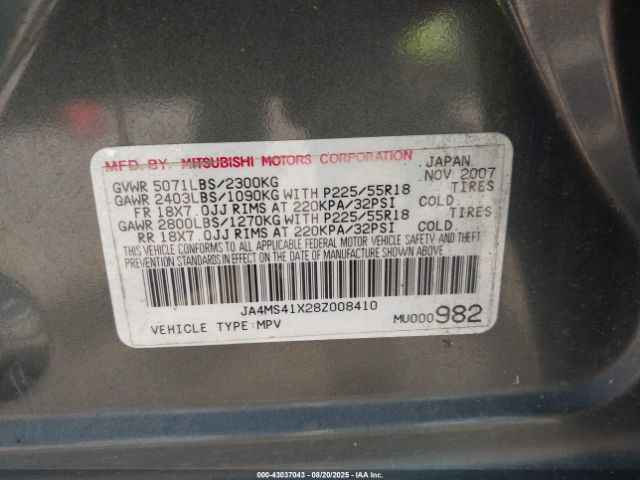 MFD. BY. MITSUBISHI MOTORS CORPORATION JAPAN
GVWR 5071LBS/2300KG NOV 2007
GAWR 2403LBS/1090KG WITH P225/55R18 TIRES
FR 18X7.0JJ RIMS AT 220KPA/32PSI COLD
GAWR 2800LBS/1270KG WITH P225/55R18 TIRES
RR 18X7.0JJ RIMS AT 220KPA/32PSI COLD.
THIS VEHICLE CONFORMS TO ALL APPLICABLE FEDERAL MOTOR VEHICLE SAFETY AND THEFT
PREVENTION STANDARDS IN EFFECT ON THE DATE OF MANUFACTURE SHOWN ABOVE.
JA4MS41X28Z008410
VEHICLE TYPE:MPV MU000982
000-43037043 - 08/20/2025 - IAAI.COM